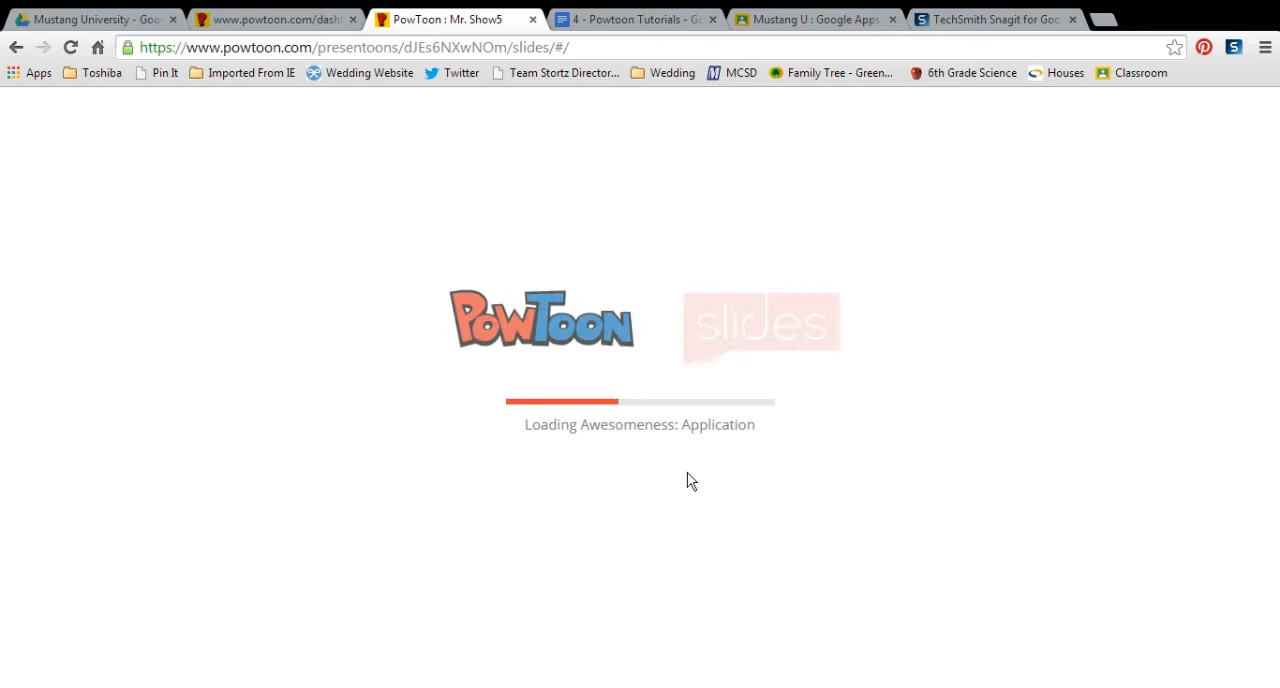 Mustang University - Goo
www.powtoon.com/dash
PowToon : Mr. Show5
4 - Powtoon Tutorials - Go
Mustang U : Google Apps
TechSmith Snagit for Goo
https://www.powtoon.com/presentoons/dJEs6NXwNOm/slides/#/
Apps
Toshiba
Pin It
Imported From IE
Wedding Website
Twitter
Team Stortz Director...
Wedding
MCSD
Family Tree - Green...
6th Grade Science
Houses
Classroom
PowToon
slides
Loading Awesomeness: Application